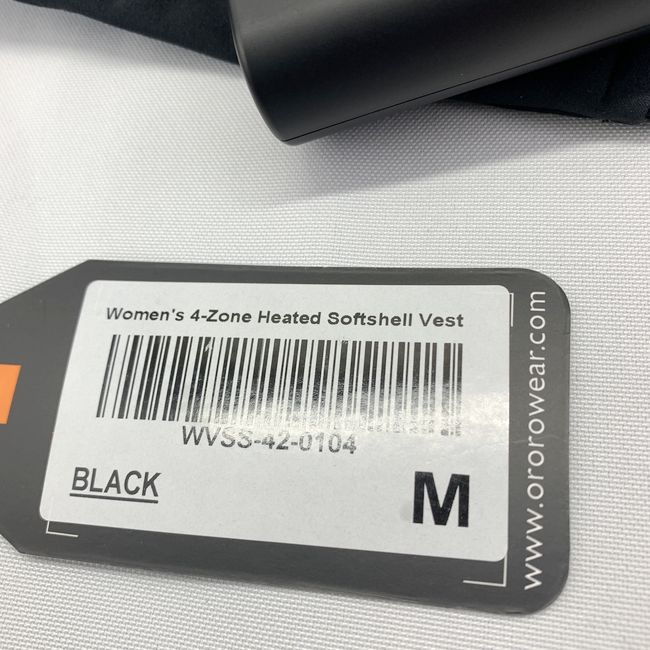 Women's 4-Zone Heated Softshell Vest
WVSS-42-0104
BLACK
M
www.ororowear.com